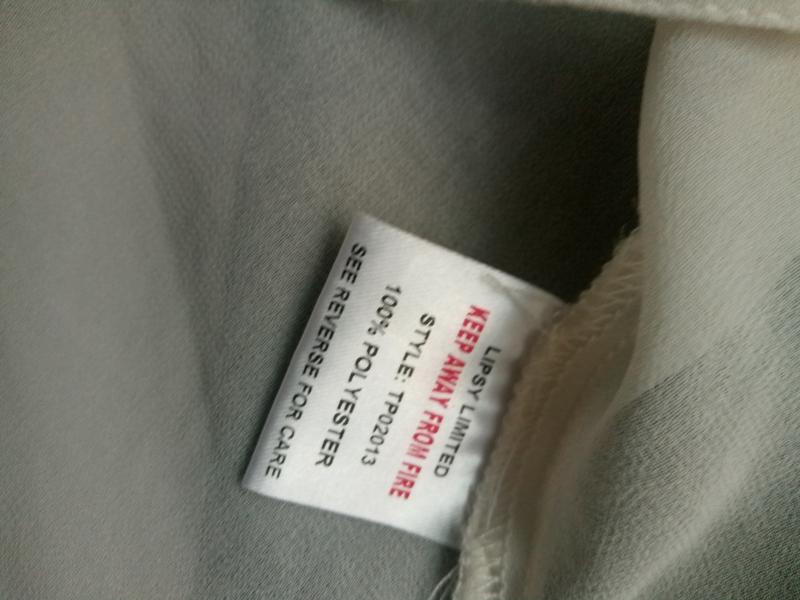 LIPSY LIMITED
KEEP AWAY FROM FIRE
STYLE: TP02013
100% POLYESTER
SEE REVERSE FOR CARE